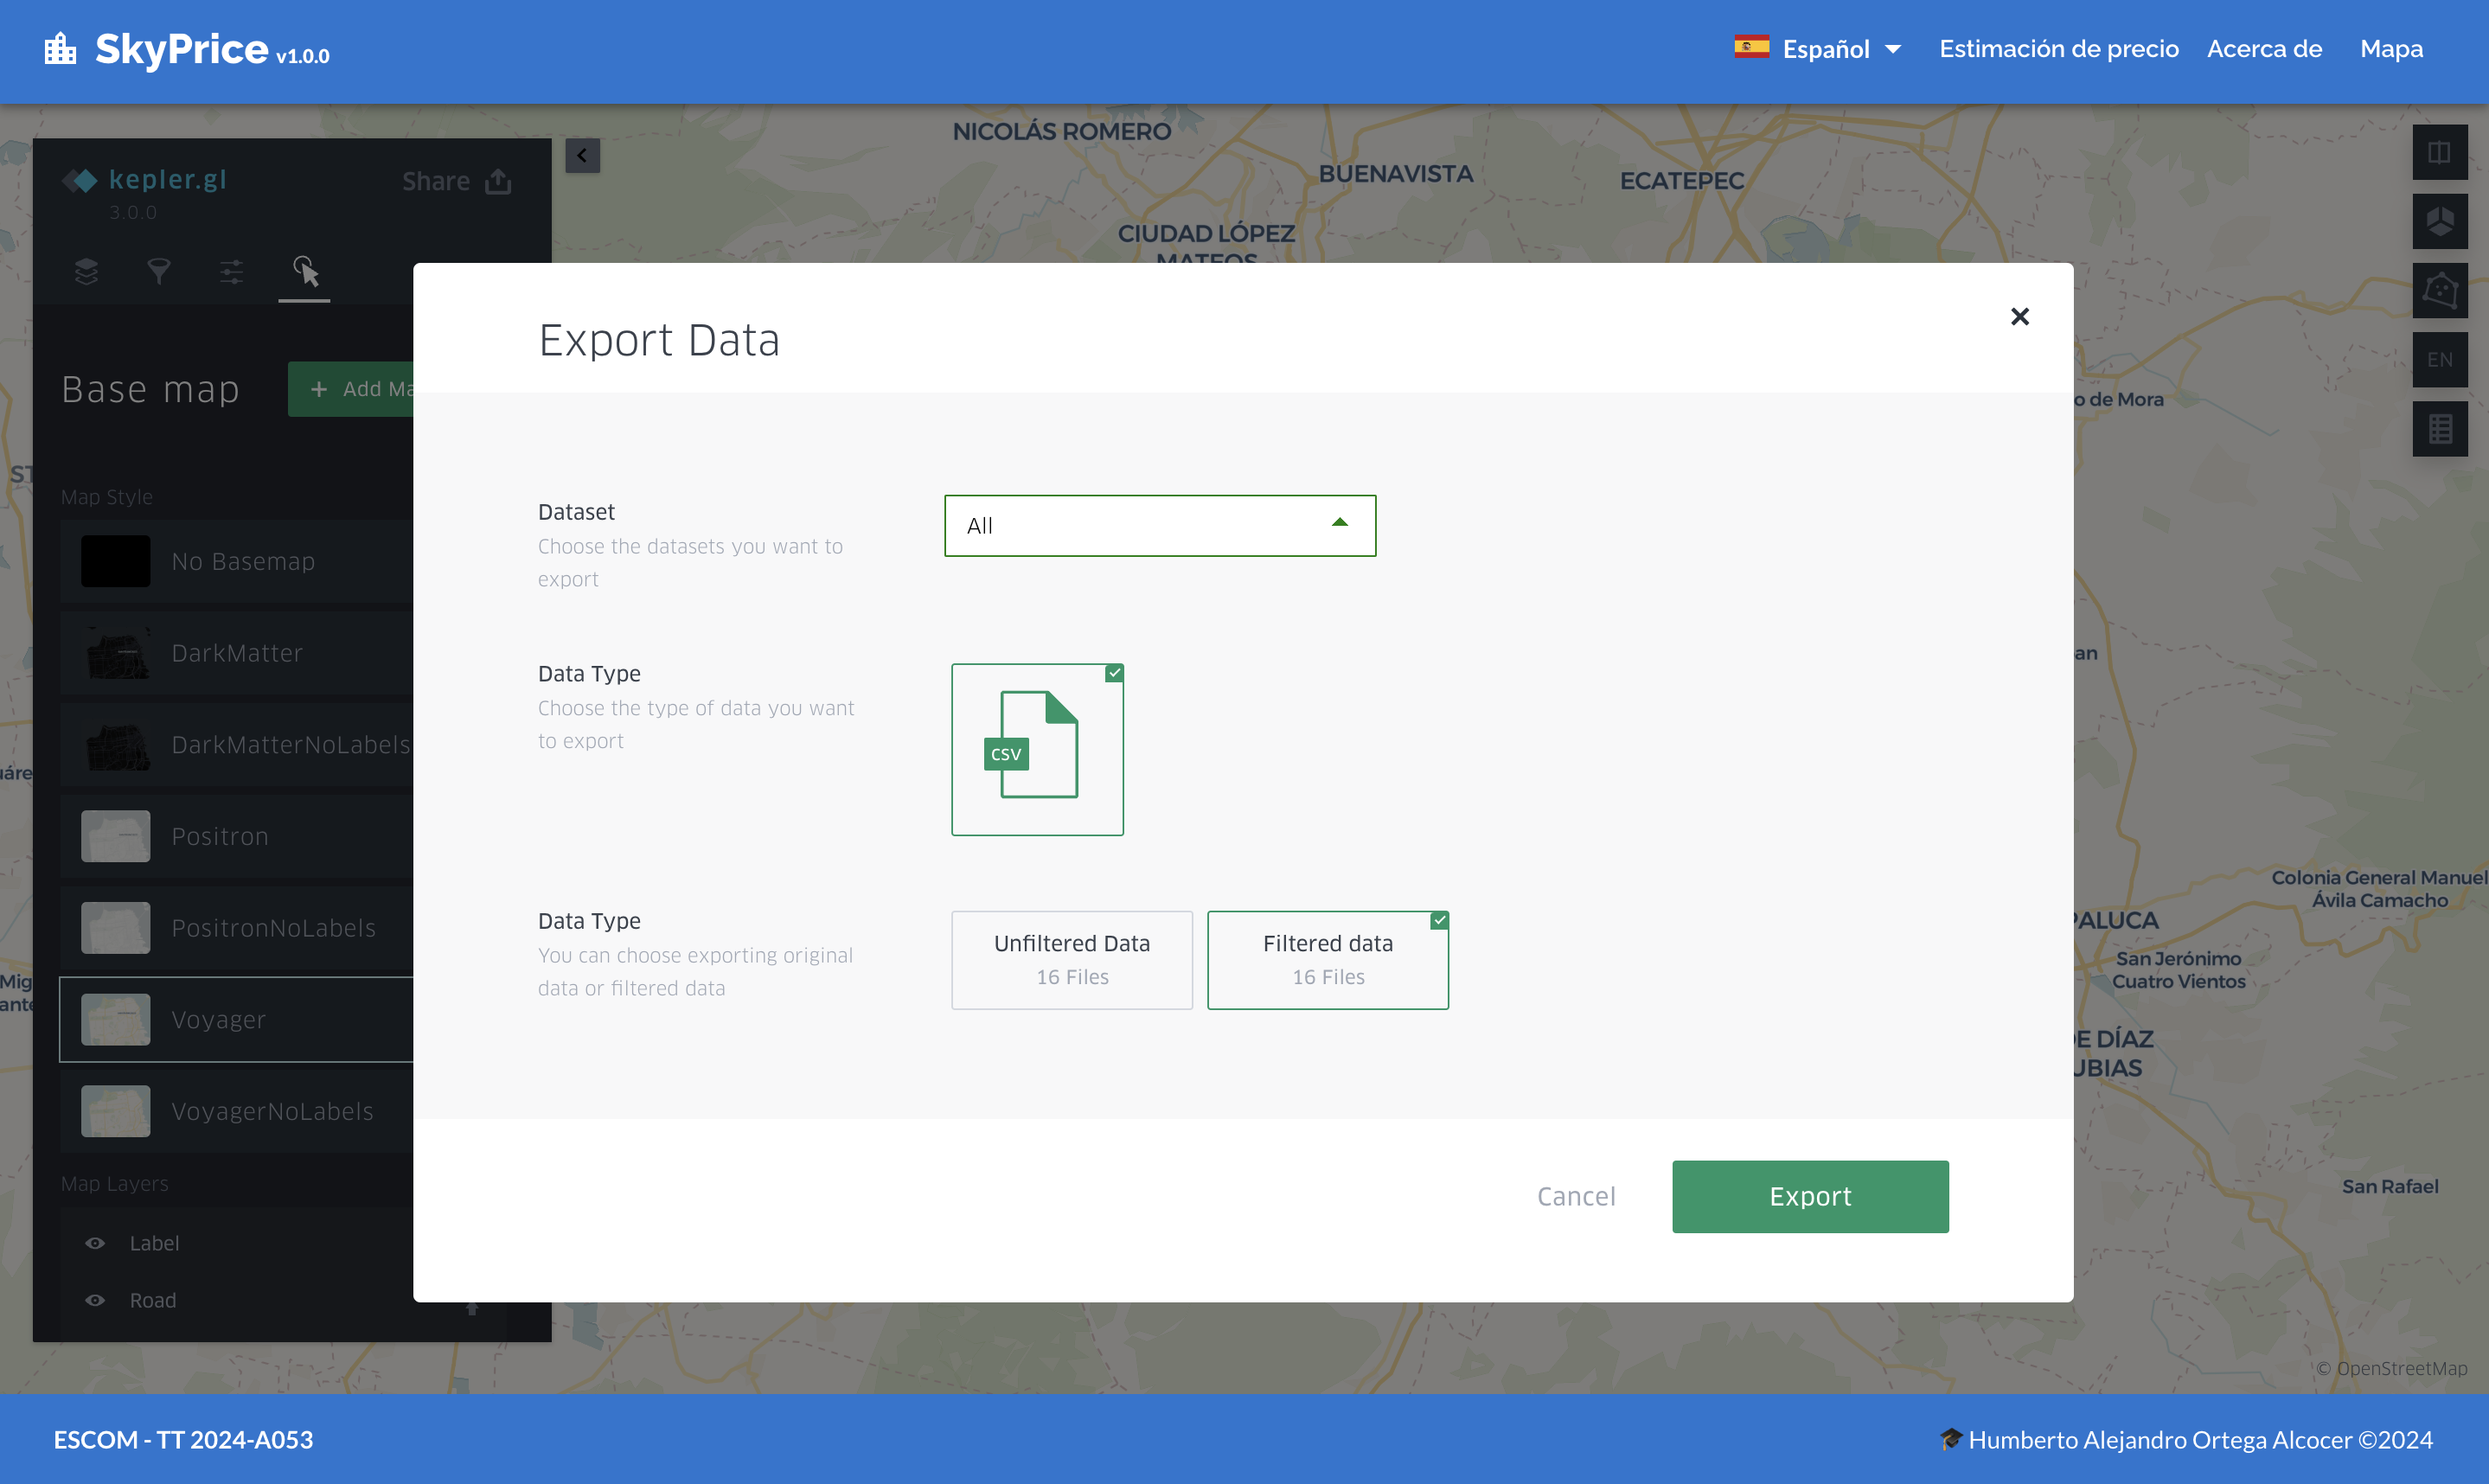 SkyPrice v1.0.0
Español
Estimación de precio
Acerca de
Mapa
kepler.gl
3.0.0
Share
Base map
+ Add Ma
Map Style
No Basemap
DarkMatter
DarkMatterNoLabels
Positron
PositronNoLabels
Voyager
VoyagerNoLabels
Map Layers
Label
Road
NICOLÁS ROMERO
BUENAVISTA
ECATEPEC
CIUDAD LÓPEZ
MATEOS
EN
o de Mora
an
Colonia General Manuel
Ávila Camacho
PALUCA
San Jerónimo
Cuatro Vientos
DE DÍAZ
UBIAS
San Rafael
ST
uáre
Mig
ante
Export Data
Dataset
Choose the datasets you want to
export
All
Data Type
Choose the type of data you want
to export
CSV
Data Type
You can choose exporting original
data or filtered data
Unfiltered Data
16 Files
Filtered data
16 Files
Cancel
Export
© OpenStreetMap
ESCOM - TT 2024-A053
Humberto Alejandro Ortega Alcocer ©2024